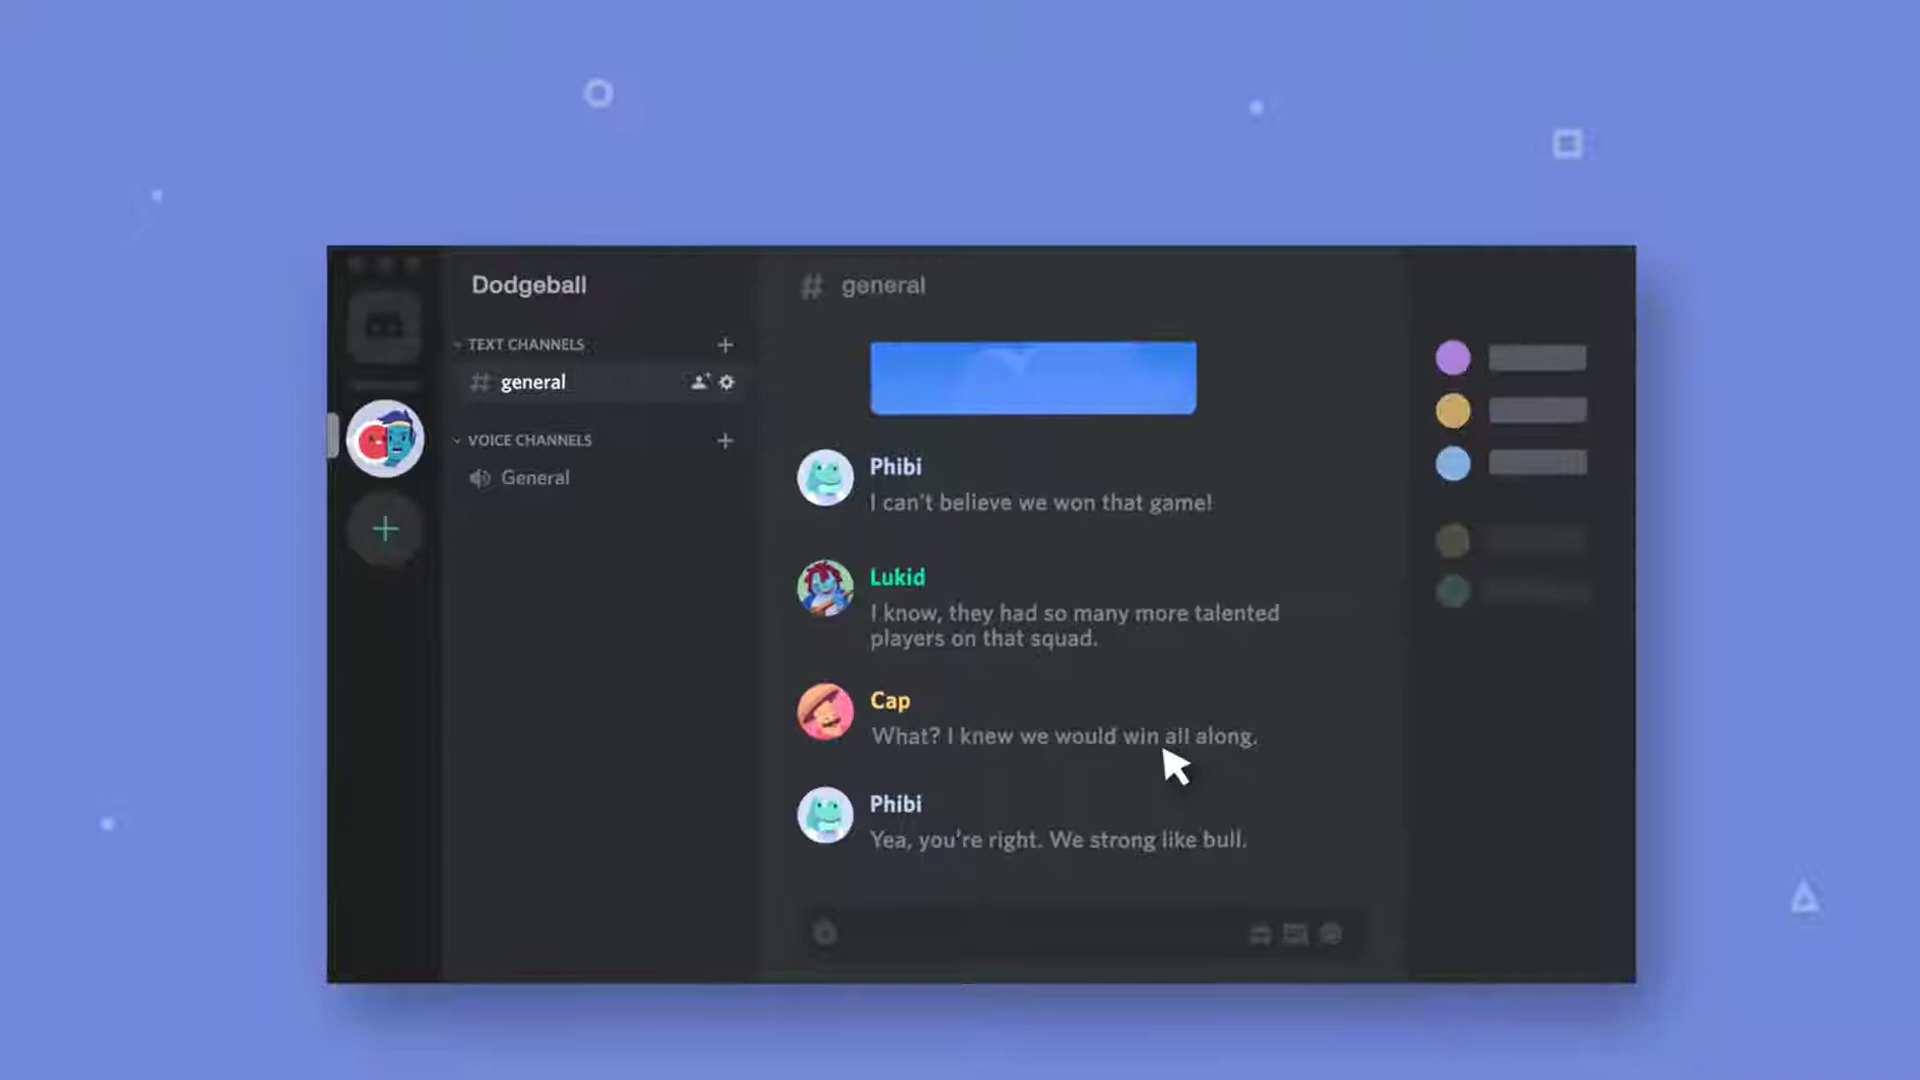 Dodgeball
TEXT CHANNELS
# general
VOICE CHANNELS
General
# general
Phibi
I can't believe we won that game!
Lukid
I know, they had so many more talented
players on that squad.
Cap
What? I knew we would win all along.
Phibi
Yea, you're right. We strong like bull.